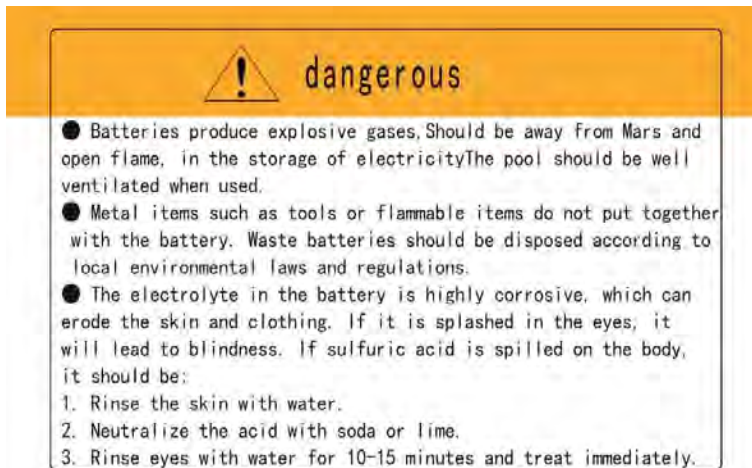 dangerous
● Batteries produce explosive gases,Should be away from Mars and
open flame, in the storage of electricityThe pool should be well
ventilated when used.
● Metal items such as tools or flammable items do not put together
with the battery. Waste batteries should be disposed according to
local environmental laws and regulations.
● The electrolyte in the battery is highly corrosive, which can
erode the skin and clothing. If it is splashed in the eyes, it
will lead to blindness. If sulfuric acid is spilled on the body,
it should be:
1. Rinse the skin with water.
2. Neutralize the acid with soda or lime.
3. Rinse eyes with water for 10-15 minutes and treat immediately.